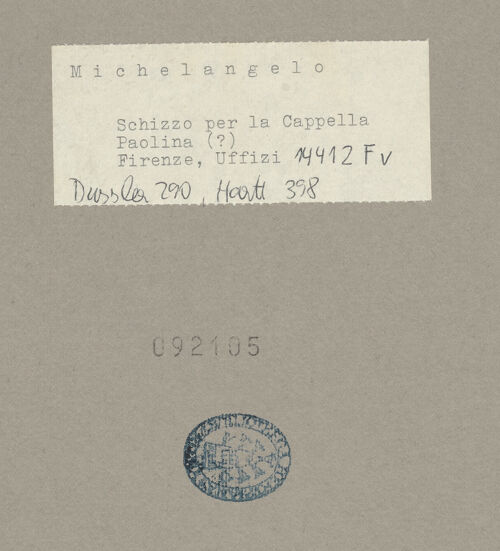 Michelangelo
Schizzo per la Cappella
Paolina (?)
Firenze, Uffizi 14412 F v
Dussler 290, Hartt 398
092105